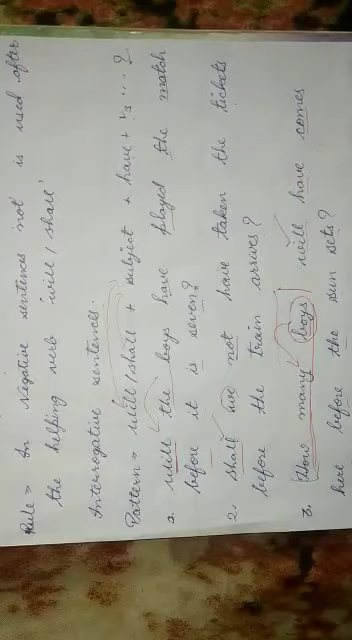 Rule → In Negative sentences 'not' is used after
the helping verb 'will/shall'
Interrogative sentences.
Pattern → will/shall + subject + have + V3 ... ?
a. Will the boys have played the match
before it is seven?
2. Shall we not have taken the tickets
before the train arrives?
3. How many boys will have comes
here before the sun sets?